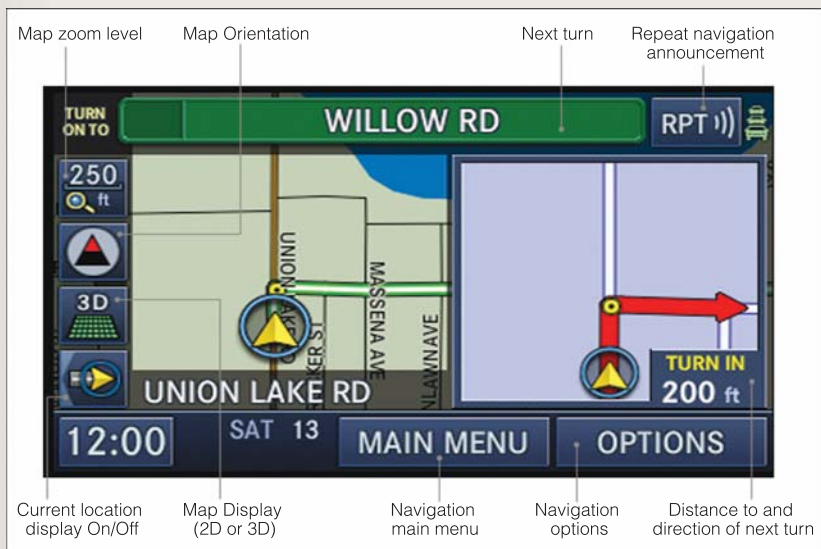 Map zoom level
Map Orientation
Next turn
Repeat navigation
announcement
TURN
ON TO
WILLOW RD
RPT
250
ft
3D
MASSENA AVE
UNION LAKE RD
TURN IN
200 ft
12:00
SAT 13
MAIN MENU
OPTIONS
Current location
display On/Off
Map Display
(2D or 3D)
Navigation
main menu
Navigation
options
Distance to and
direction of next turn